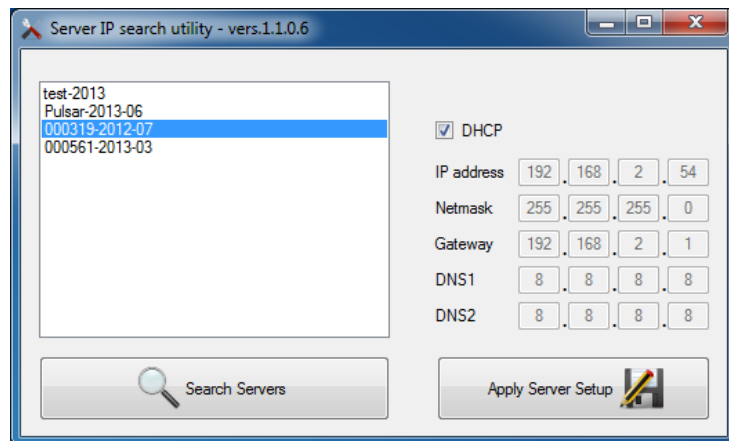 Server IP search utility - vers.1.1.0.6
test-2013
Pulsar-2013-06
000319-2012-07
000561-2013-03
DHCP
IP address 192 . 168 . 2 . 54
Netmask 255 . 255 . 255 . 0
Gateway 192 . 168 . 2 . 1
DNS1 8 . 8 . 8 . 8
DNS2 8 . 8 . 8 . 8
Search Servers
Apply Server Setup